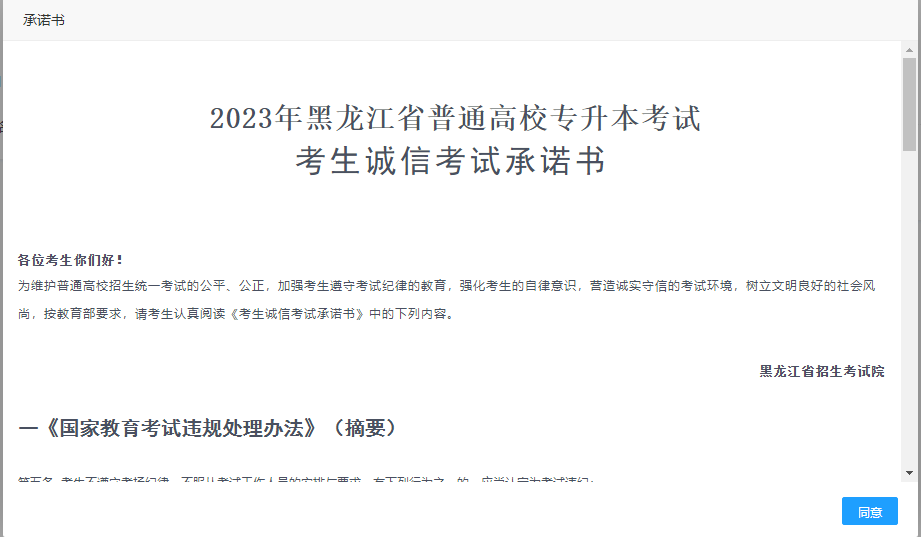 承诺书
2023年黑龙江省普通高校专升本考试
考生诚信考试承诺书
各位考生你们好！
为维护普通高校招生统一考试的公平、公正，加强考生遵守考试纪律的教育，强化考生的自律意识，营造诚实守信的考试环境，树立文明良好的社会风
尚，按教育部要求，请考生认真阅读《考生诚信考试承诺书》中的下列内容。
黑龙江省招生考试院
一《国家教育考试违规处理办法》（摘要）
第五条 考生不遵守考场纪律，不服从考试工作人员的安排与要求，有下列行为之一的，应当认定为考试违纪：
同意